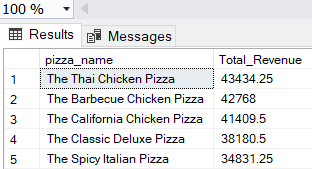 100 %
Results Messages
pizza_name Total_Revenue
1 The Thai Chicken Pizza 43434.25
2 The Barbecue Chicken Pizza 42768
3 The California Chicken Pizza 41409.5
4 The Classic Deluxe Pizza 38180.5
5 The Spicy Italian Pizza 34831.25